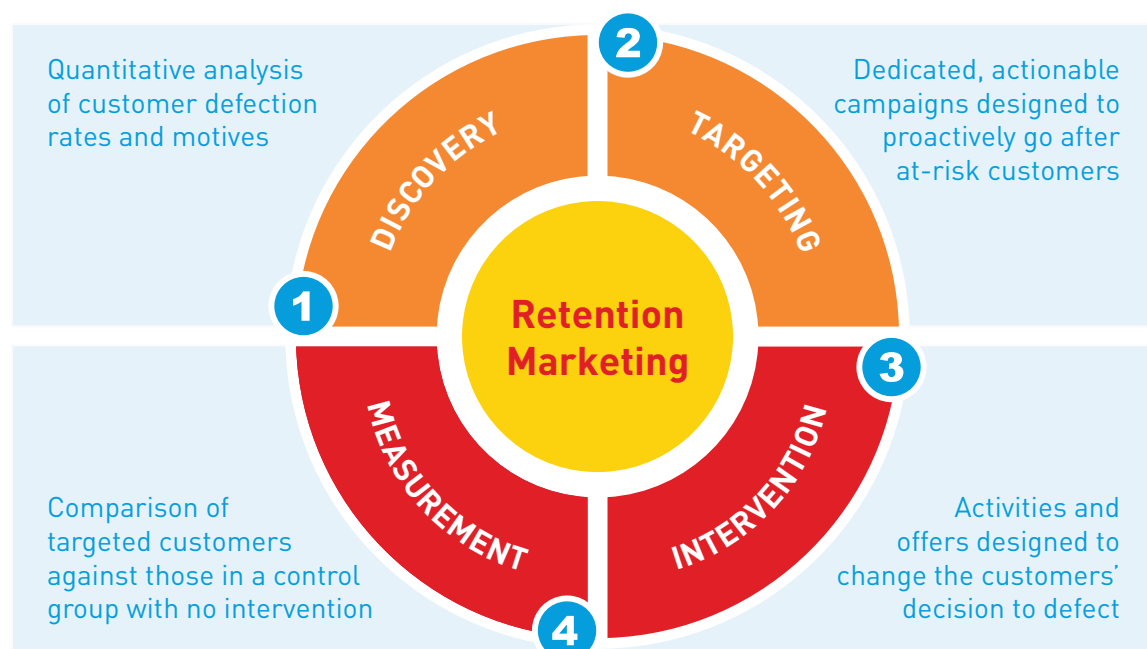 1
DISCOVERY
Quantitative analysis
of customer defection
rates and motives
2
TARGETING
Dedicated, actionable
campaigns designed to
proactively go after
at-risk customers
Retention
Marketing
3
INTERVENTION
Activities and
offers designed to
change the customers’
decision to defect
4
MEASUREMENT
Comparison of
targeted customers
against those in a control
group with no intervention